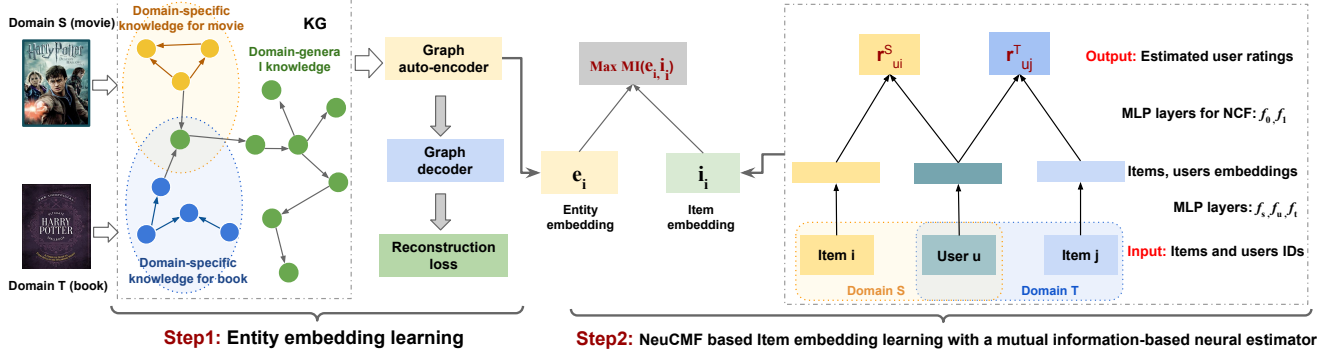 Domain S (movie)
Domain-specific
knowledge for movie
KG
Domain-genera
l knowledge
Harry Potter
HARRY
POTTER
Domain T (book)
Domain-specific
knowledge for book
Graph
auto-encoder
Graph
decoder
Reconstruction
loss
Step1: Entity embedding learning
Max MI(e_i, i_i)
e_i
i_i
Entity
embedding
Item
embedding
r^S_ui
r^T_uj
Output: Estimated user ratings
MLP layers for NCF: f_0, f_1
Items, users embeddings
MLP layers: f_s, f_u, f_t
Item i
User u
Item j
Input: Items and users IDs
Domain S
Domain T
Step2: NeuCMF based Item embedding learning with a mutual information-based neural estimator